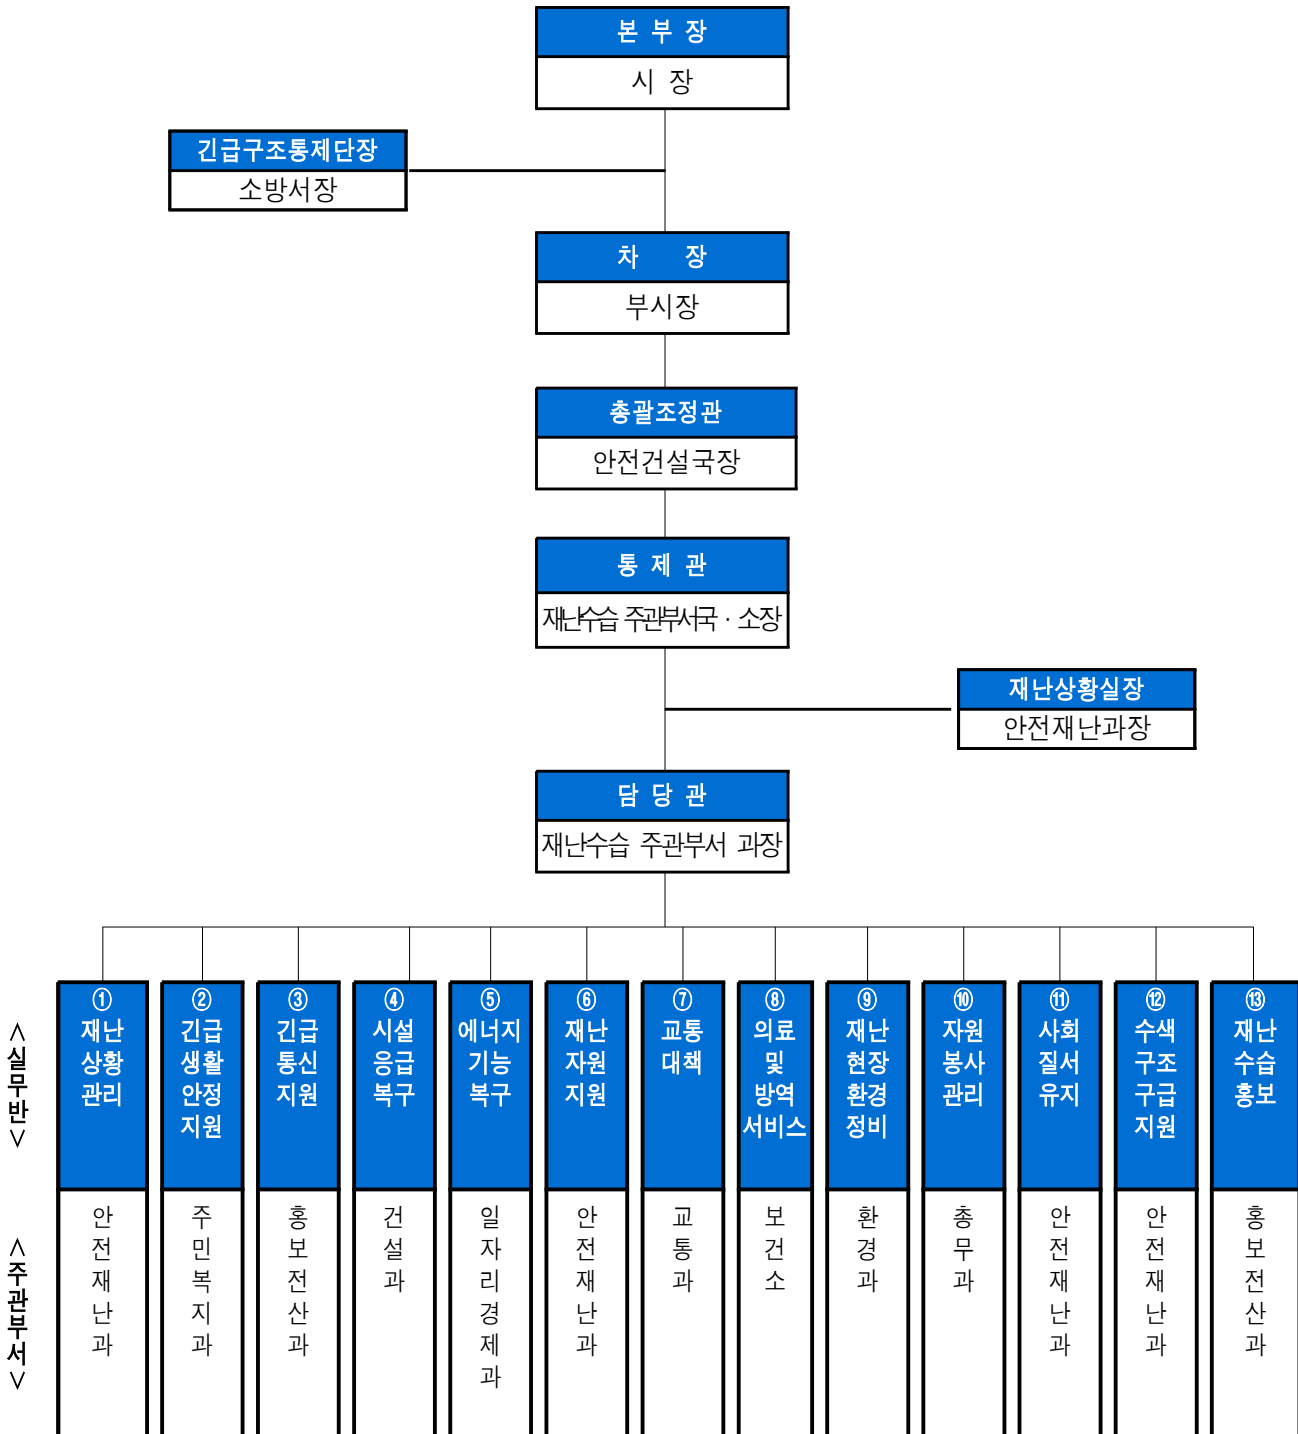 본 부 장
시 장
긴급구조통제단장
소방서장
차 장
부시장
총괄조정관
안전건설국장
통 제 관
재난수습 주관부서국 · 소장
재난상황실장
안전재난과장
담 당 관
재난수습 주관부서 과장
<실무반>
①
재난
상황
관리
②
긴급
생활
안정
지원
③
긴급
통신
지원
④
시설
응급
복구
⑤
에너지
기능
복구
⑥
재난
자원
지원
⑦
교통
대책
⑧
의료
및
방역
서비스
⑨
재난
현장
환경
정비
⑩
자원
봉사
관리
⑪
사회
질서
유지
⑫
수색
구조
구급
지원
⑬
재난
수습
홍보
<주관부서>
안전재난과
주민복지과
홍보전산과
건설과
일자리경제과
안전재난과
교통과
보건소
환경과
총무과
안전재난과
안전재난과
홍보전산과